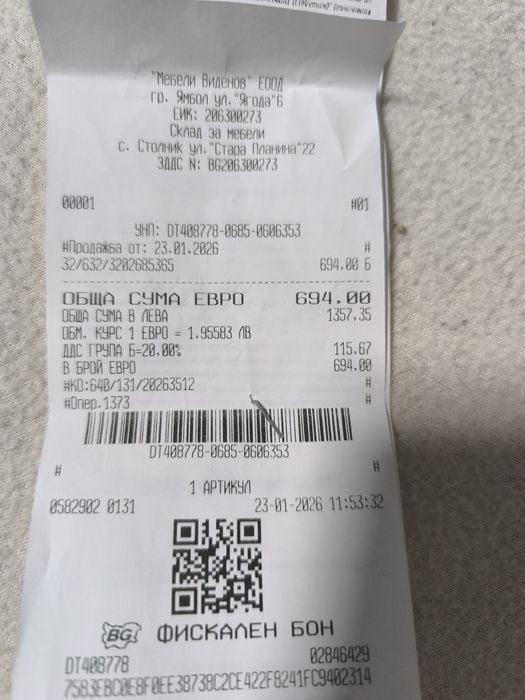 "Мебели Виденов" ЕООД
гр. Ямбол ул."Ягода"6
ЕИК: 206300273
Склад за мебели
с. Столник ул."Стара Планина"22
ЗДДС N: BG206300273
00001 #01
УНП: DT408778-0685-0606353
#Продажба от: 23.01.2026 #
32/632/3202685365 694.00 Б
ОБЩА СУМА ЕВРО 694.00
ОБЩА СУМА В ЛЕВА 1357.35
ОБМ. КУРС 1 ЕВРО = 1.95583 ЛВ
ДДС ГРУПА Б=20.00% 115.67
В БРОЙ ЕВРО 694.00
#КО:640/131/20263512 #
#Опер.1373 #
DT408778-0685-0606353
# #
1 АРТИКУЛ
0582902 0131 23-01-2026 11:53:32
BG ФИСКАЛЕН БОН
DT408778 02846429
7583EBC0E8F0EE38738C2CE422F8241FC9402314